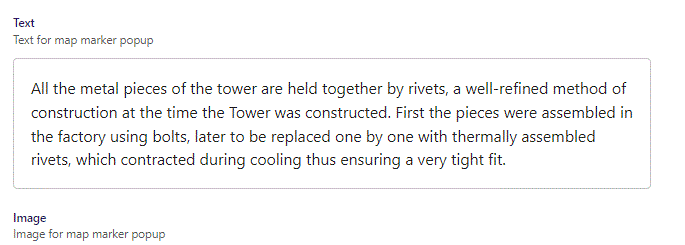 Text
Text for map marker popup
All the metal pieces of the tower are held together by rivets, a well-refined method of
construction at the time the Tower was constructed. First the pieces were assembled in
the factory using bolts, later to be replaced one by one with thermally assembled
rivets, which contracted during cooling thus ensuring a very tight fit.
Image
Image for map marker popup